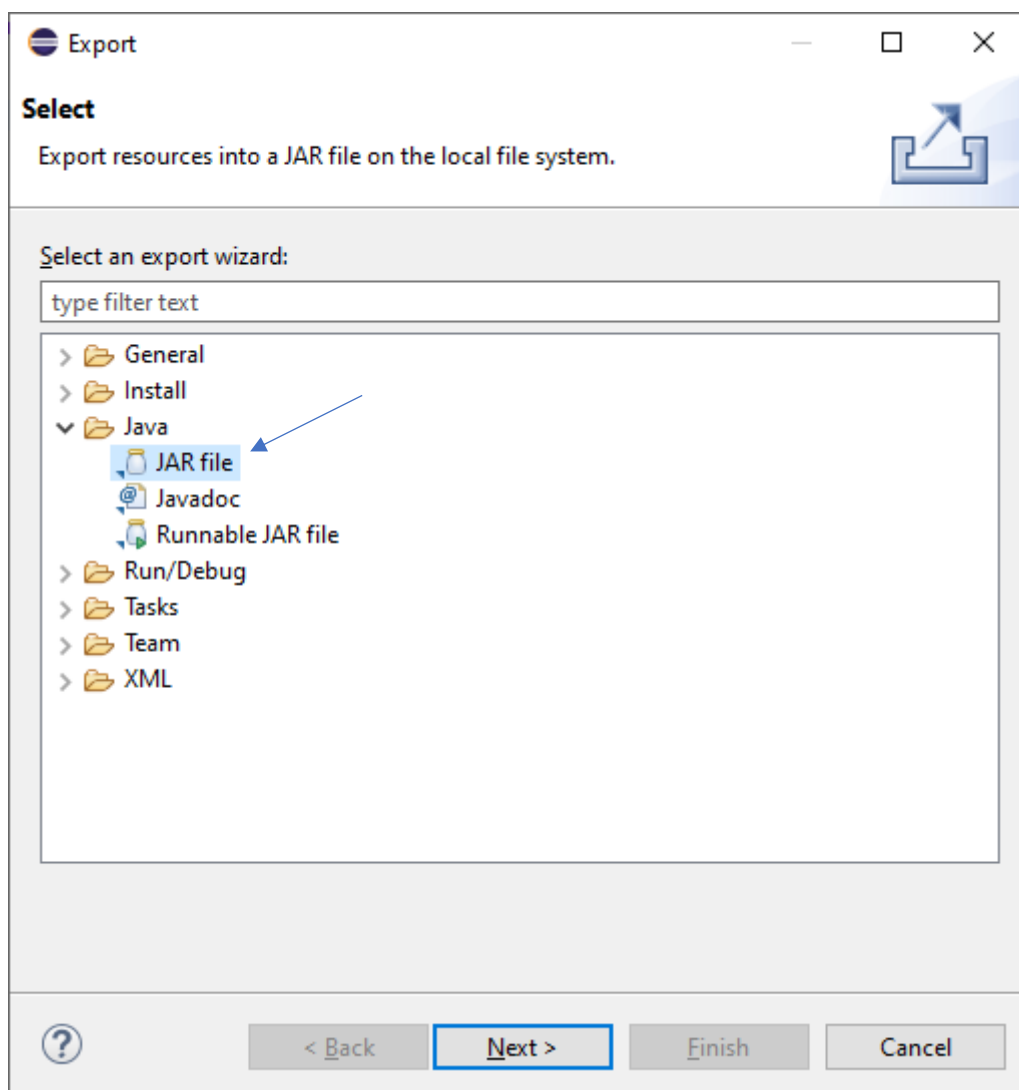 Export
Select
Export resources into a JAR file on the local file system.
Select an export wizard:
type filter text
General
Install
Java
JAR file
Javadoc
Runnable JAR file
Run/Debug
Tasks
Team
XML
< Back
Next >
Finish
Cancel